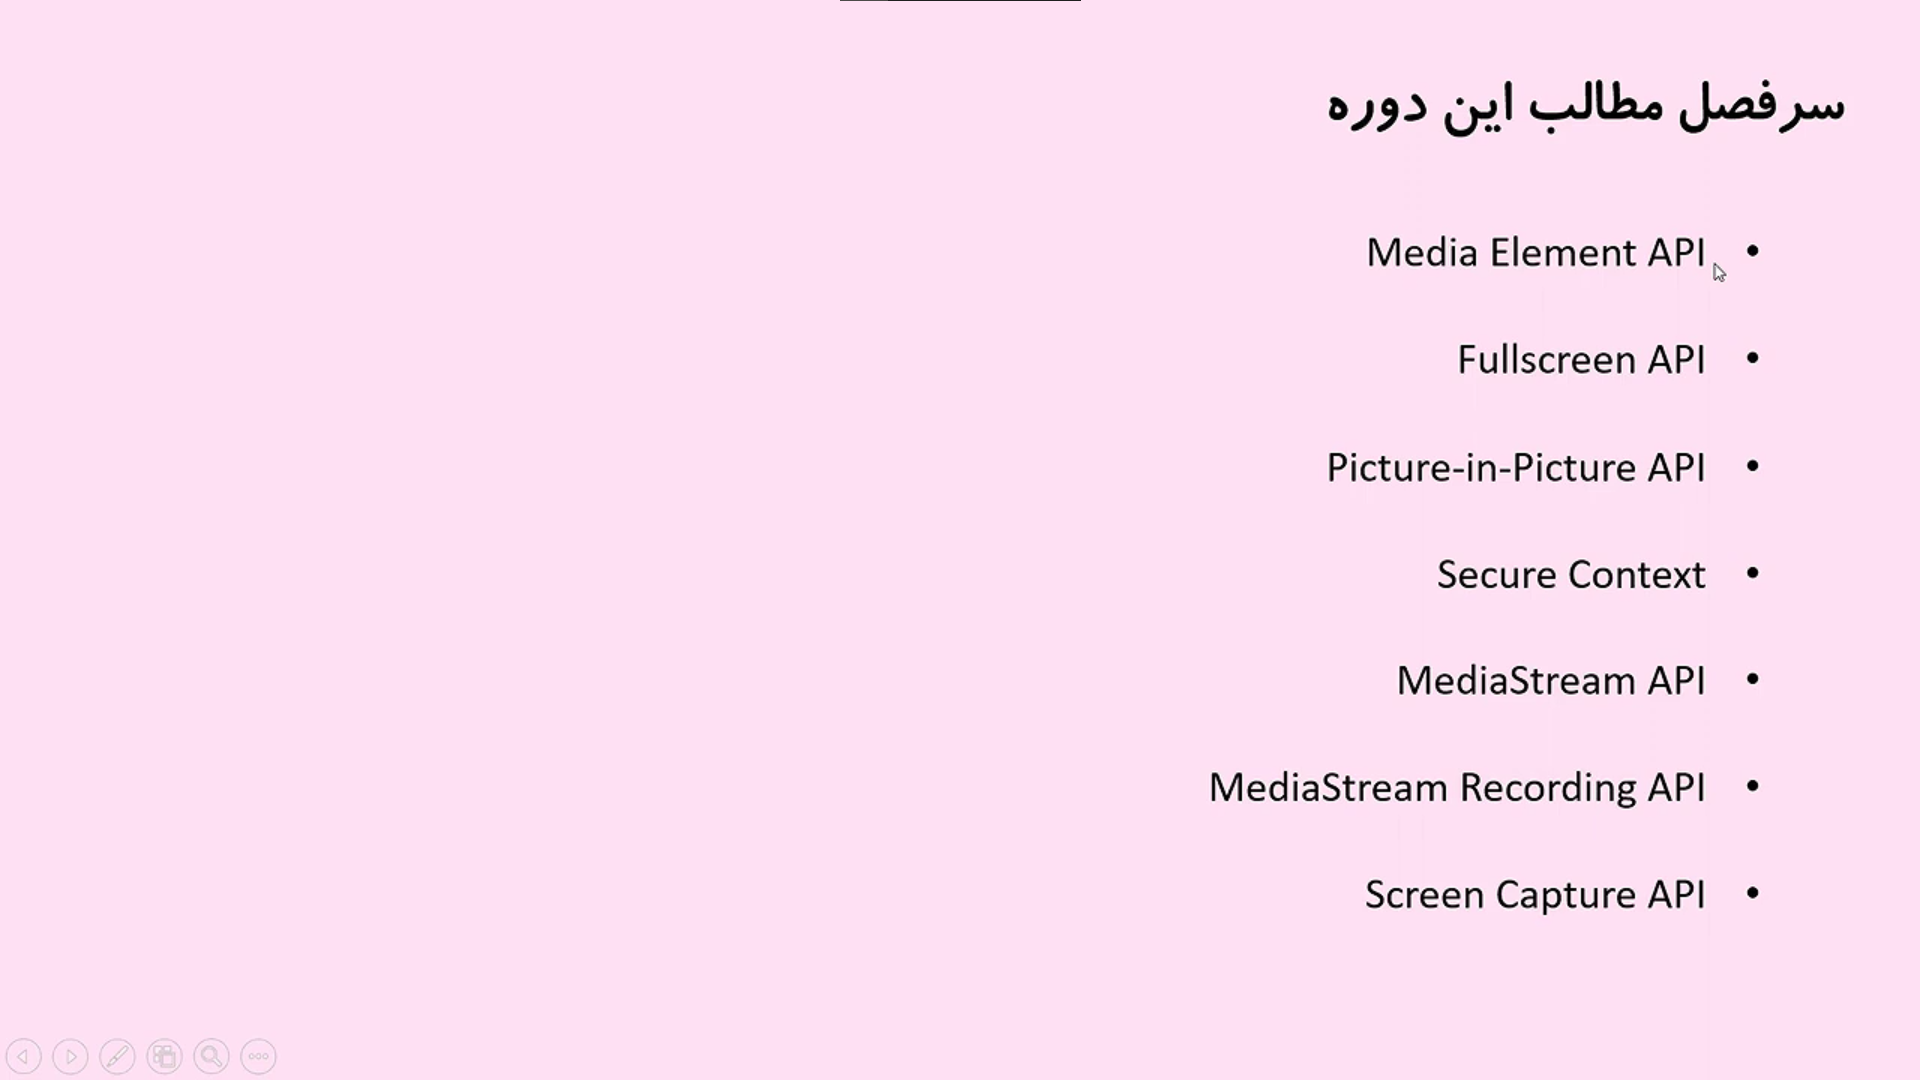 سرفصل مطالب این دوره
• Media Element API
• Fullscreen API
• Picture-in-Picture API
• Secure Context
• MediaStream API
• MediaStream Recording API
• Screen Capture API